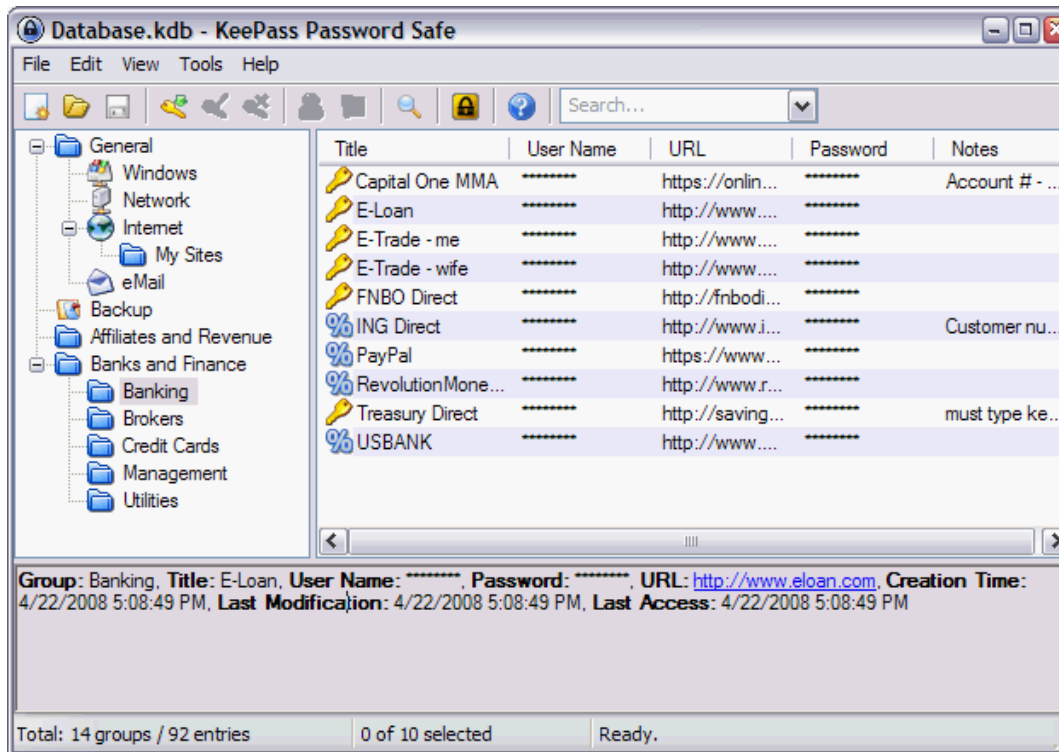 Database.kdb - KeePass Password Safe
File Edit View Tools Help
Search...
General
Windows
Network
Internet
My Sites
eMail
Backup
Affiliates and Revenue
Banks and Finance
Banking
Brokers
Credit Cards
Management
Utilities
Title User Name URL Password Notes
Capital One MMA ******** https://onlin... ******** Account # - ...
E-Loan ******** http://www.... ********
E-Trade - me ******** http://www.... ********
E-Trade - wife ******** http://www.... ********
FNBO Direct ******** http://fnbodi... ********
ING Direct ******** http://www.i... ******** Customer nu...
PayPal ******** https://www... ********
RevolutionMone... ******** http://www.r... ********
Treasury Direct ******** http://saving... ******** must type ke...
USBANK ******** http://www.... ********
Group: Banking, Title: E-Loan, User Name: ********, Password: ********, URL: http://www.eloan.com, Creation Time:
4/22/2008 5:08:49 PM, Last Modification: 4/22/2008 5:08:49 PM, Last Access: 4/22/2008 5:08:49 PM
Total: 14 groups / 92 entries 0 of 10 selected Ready.